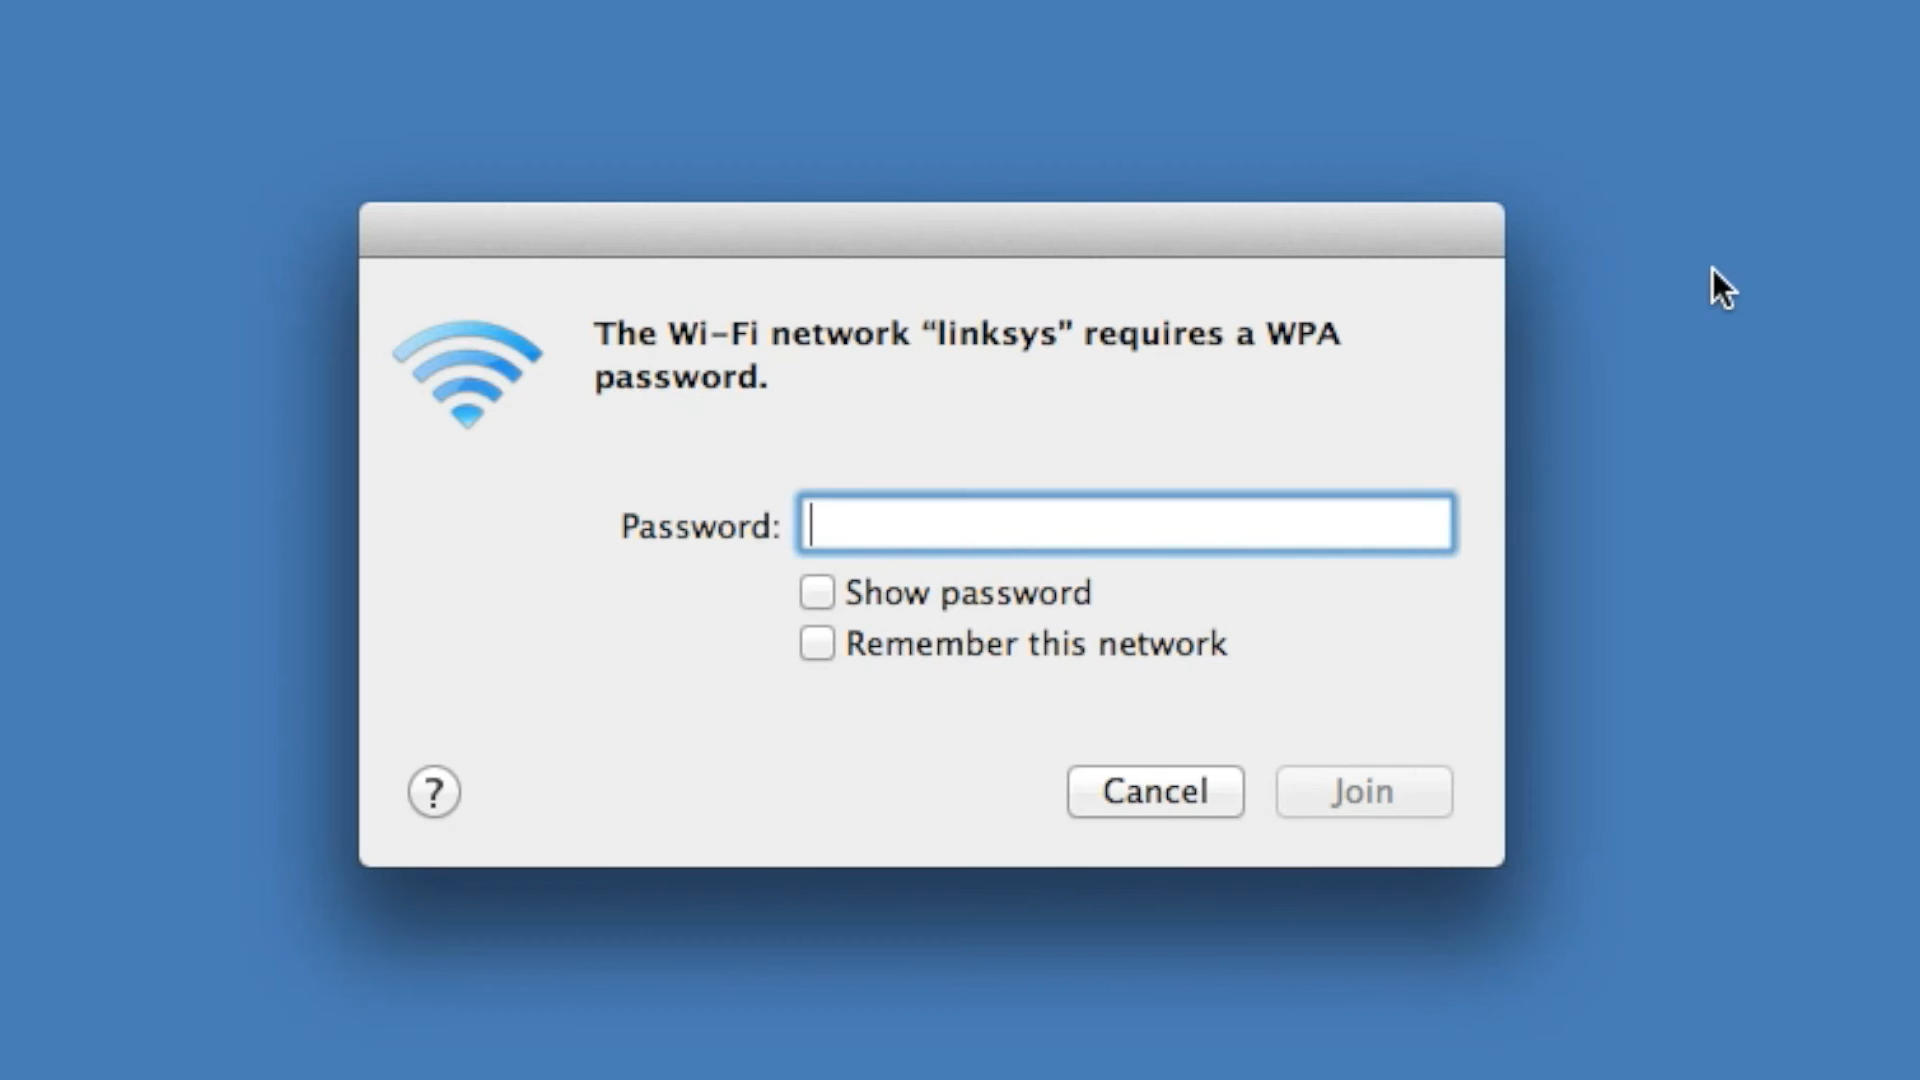 The Wi-Fi network “linksys” requires a WPA
password.
Password:
Show password
Remember this network
?
Cancel
Join